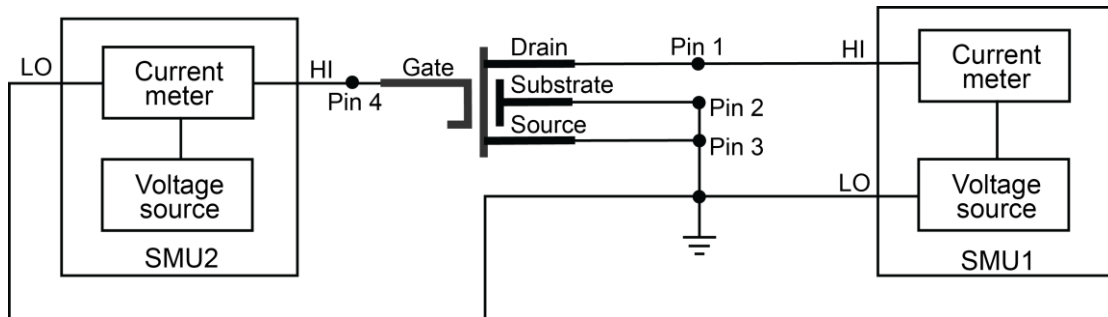 LO
Current
meter
HI
Pin 4
Voltage
source
SMU2
Gate
Drain
Substrate
Source
Pin 1
Pin 2
Pin 3
HI
LO
Current
meter
Voltage
source
SMU1